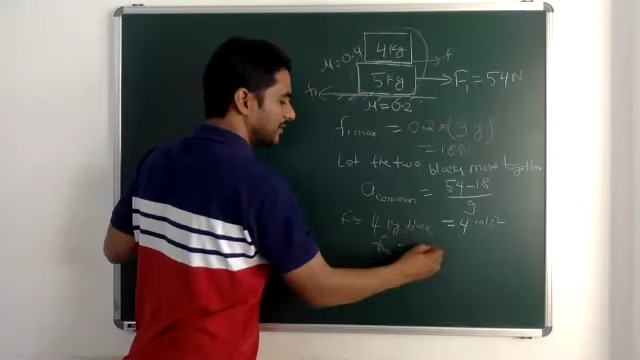 4kg
μ=0.4
f
5kg
F₁ = 54N
f₁
μ=0.2
f₁max = 0.2×(9g)
= 18N
Let the two blocks move together
a common = 54-18 / 9
For 4 kg block = 4 m/s²